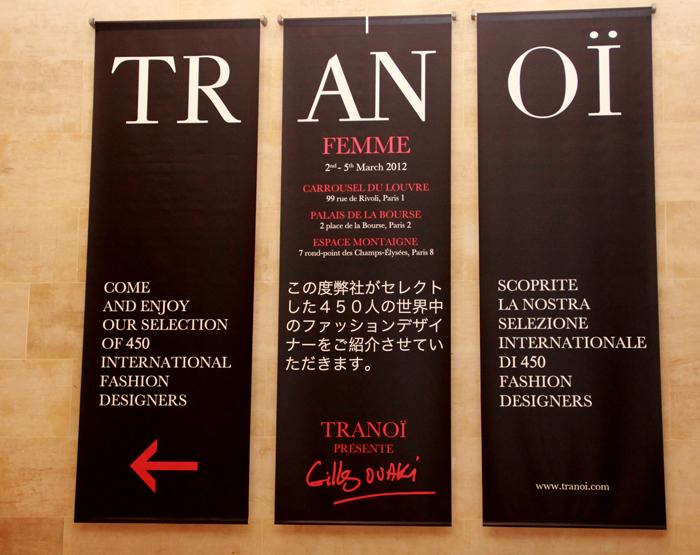 TRANOÏ
COME
AND ENJOY
OUR SELECTION
OF 450
INTERNATIONAL
FASHION
DESIGNERS
FEMME
2nd - 5th March 2012
CARROUSEL DU LOUVRE
99 rue de Rivoli, Paris 1
PALAIS DE LA BOURSE
2 place de la Bourse, Paris 2
ESPACE MONTAIGNE
7 rond-point des Champs-Élysées, Paris 8
この度弊社がセレクト
した４５０人の世界中
のファッションデザイ
ナーをご紹介させてい
ただきます。
TRANOÏ
PRÉSENTE
Gilles OUAKi
SCOPRITE
LA NOSTRA
SELEZIONE
INTERNATIONALE
DI 450
FASHION
DESIGNERS
www.tranoi.com